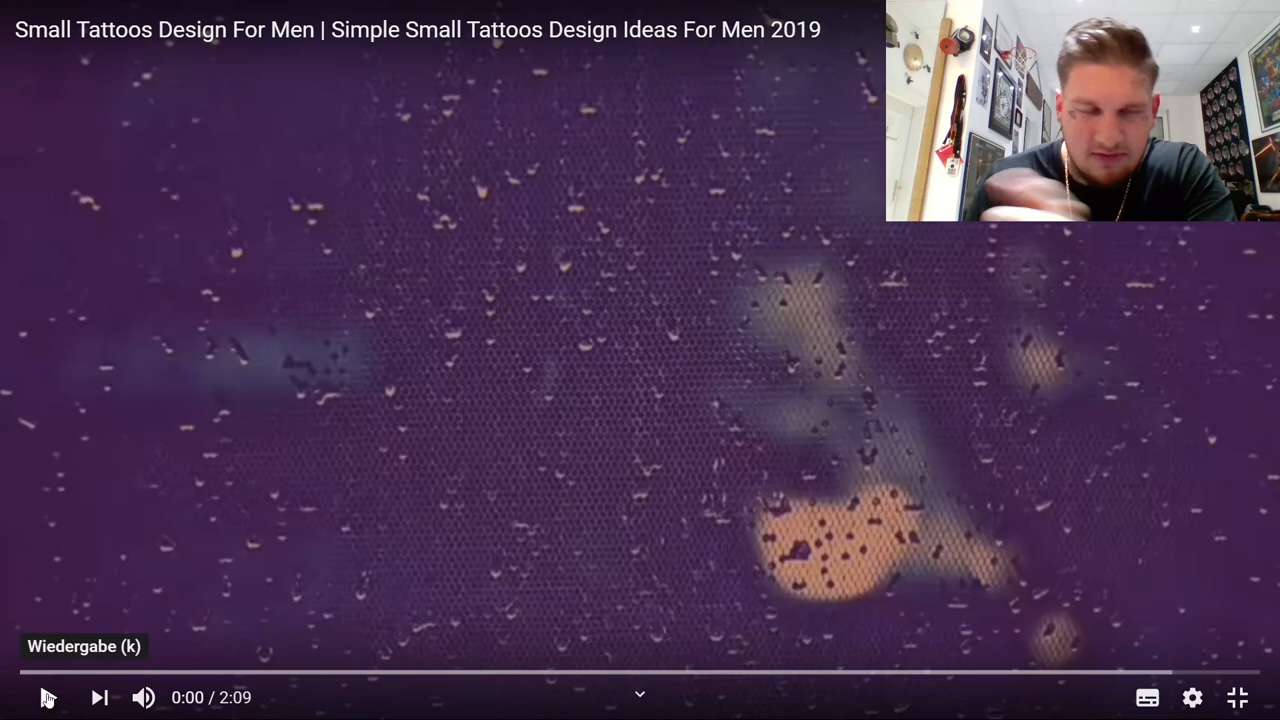 Small Tattoos Design For Men | Simple Small Tattoos Design Ideas For Men 2019
Wiedergabe (k)
0:00 / 2:09